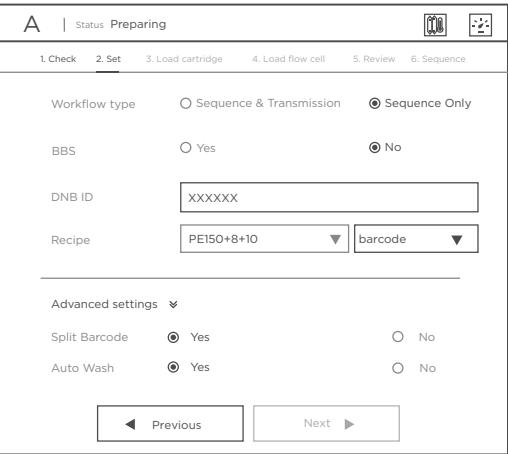 A | Status Preparing
1. Check 2. Set 3. Load cartridge 4. Load flow cell 5. Review 6. Sequence
Workflow type Sequence & Transmission Sequence Only
BBS Yes No
DNB ID XXXXXX
Recipe PE150+8+10 barcode
Advanced settings
Split Barcode Yes No
Auto Wash Yes No
Previous Next